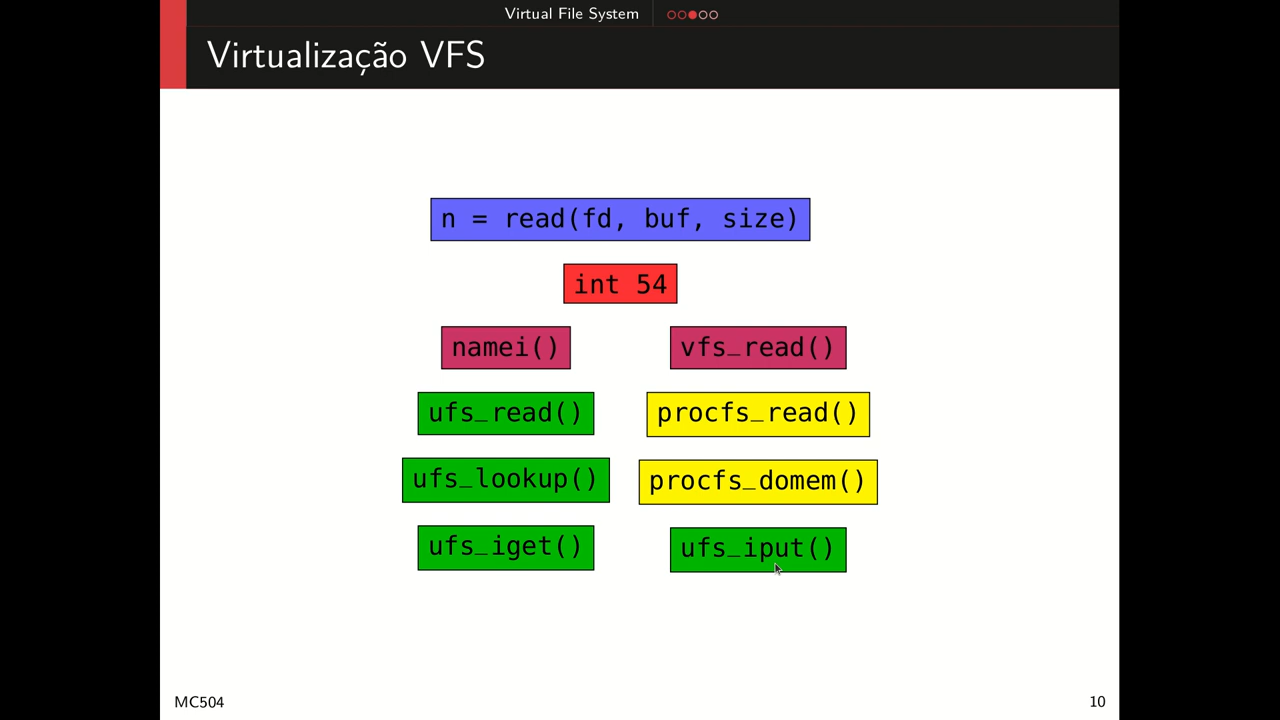 Virtual File System
Virtualização VFS
n = read(fd, buf, size)
int 54
namei()
vfs_read()
ufs_read()
procfs_read()
ufs_lookup()
procfs_domem()
ufs_iget()
ufs_iput()
MC504
10